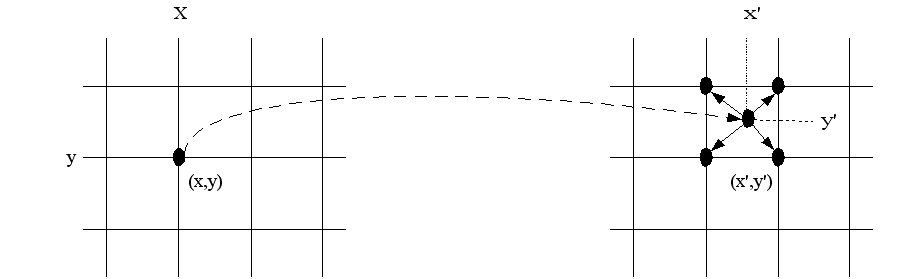 X
x'
y'
y
(x,y)
(x',y')